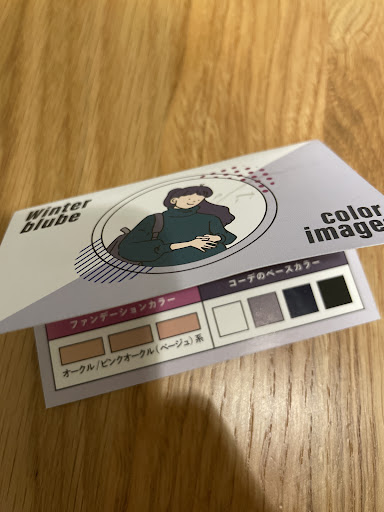 Winter
blube
color
image
ファンデーションカラー
コーデのベースカラー
オークル/ピンクオークル(ベージュ)系